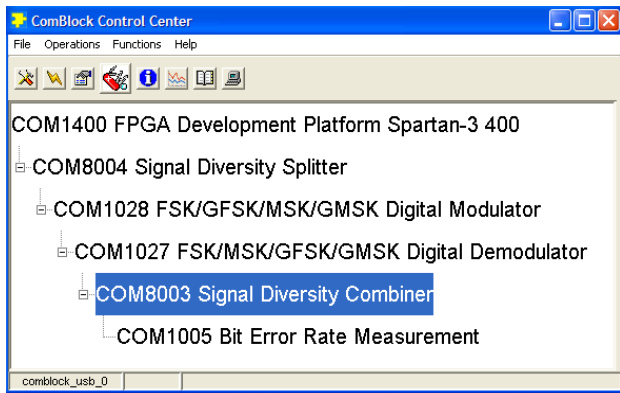 ComBlock Control Center
File Operations Functions Help
COM1400 FPGA Development Platform Spartan-3 400
COM8004 Signal Diversity Splitter
COM1028 FSK/GFSK/MSK/GMSK Digital Modulator
COM1027 FSK/MSK/GFSK/GMSK Digital Demodulator
COM8003 Signal Diversity Combiner
COM1005 Bit Error Rate Measurement
comblock_usb_0